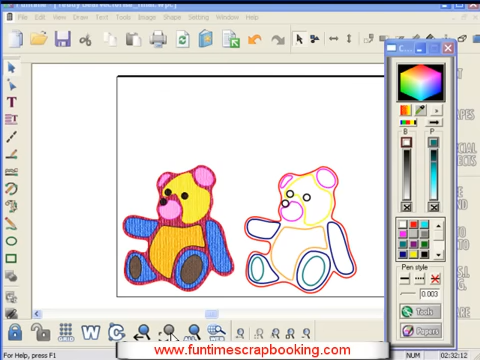 File Edit View Draw Text Tools Image Shape Setting Window Help
C...
B P
Pen style
0.003
Tools
Papers
For Help, press F1
NUM 02:32:12
www.funtimescrapbooking.com